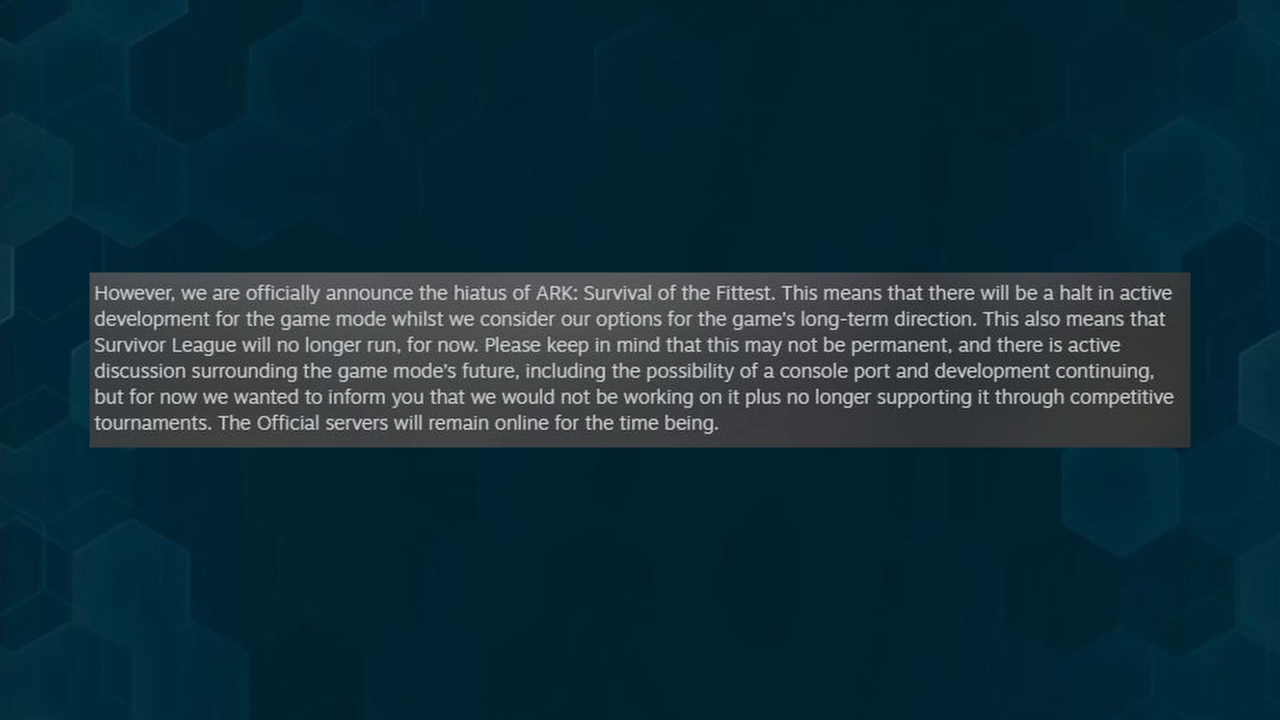 However, we are officially announce the hiatus of ARK: Survival of the Fittest. This means that there will be a halt in active
development for the game mode whilst we consider our options for the game's long-term direction. This also means that
Survivor League will no longer run, for now. Please keep in mind that this may not be permanent, and there is active
discussion surrounding the game mode's future, including the possibility of a console port and development continuing,
but for now we wanted to inform you that we would not be working on it plus no longer supporting it through competitive
tournaments. The Official servers will remain online for the time being.